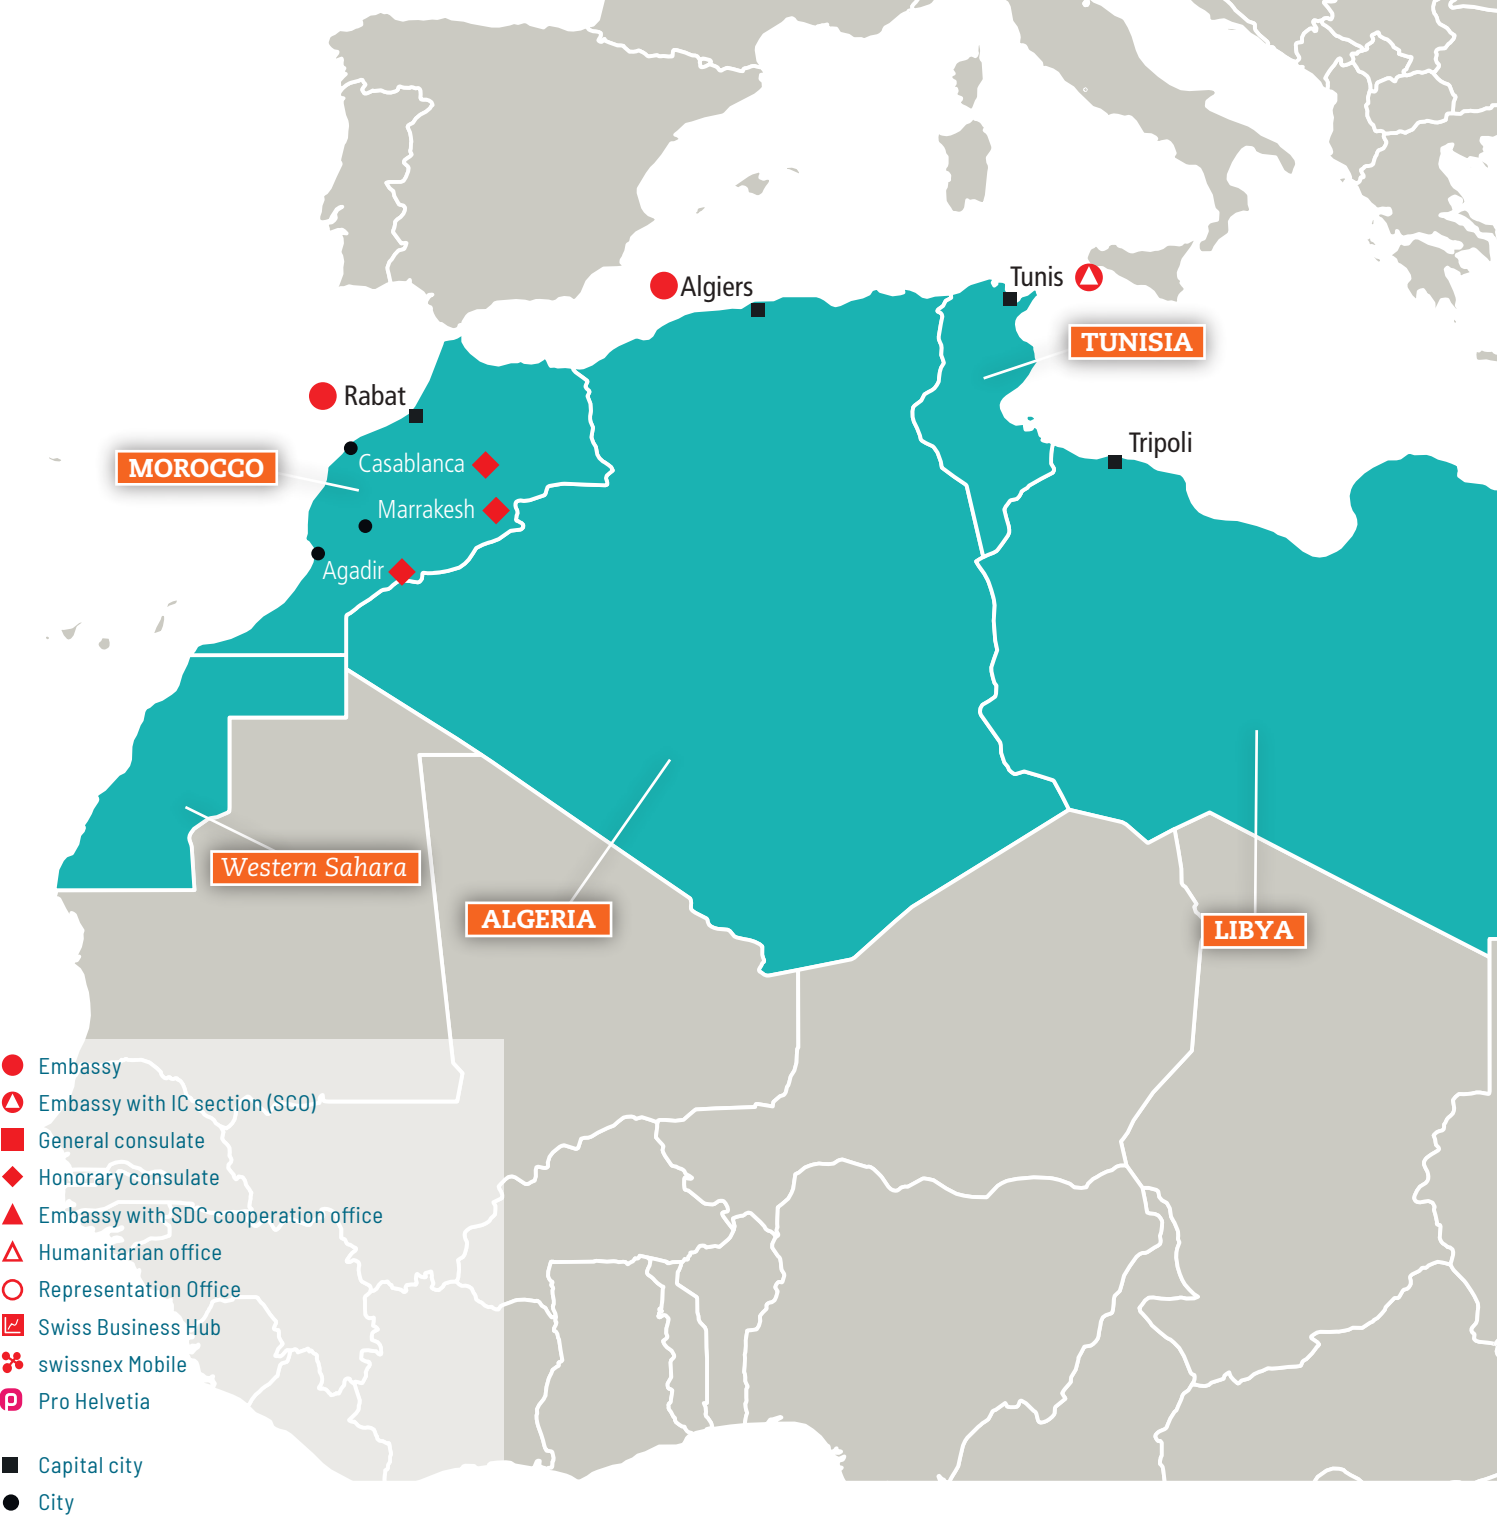 Algiers
Tunis
TUNISIA
Rabat
Tripoli
MOROCCO
Casablanca
Marrakesh
Agadir
Western Sahara
ALGERIA
LIBYA
Embassy
Embassy with IC section (SCO)
General consulate
Honorary consulate
Embassy with SDC cooperation office
Humanitarian office
Representation Office
Swiss Business Hub
swissnex Mobile
Pro Helvetia
Capital city
City